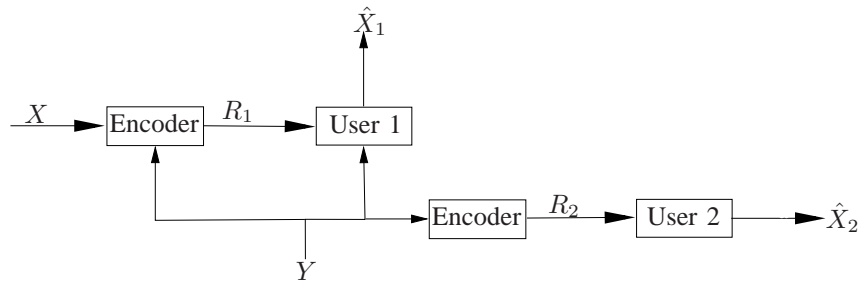 X̂₁
X
Encoder
R₁
User 1
Encoder
R₂
User 2
X̂₂
Y